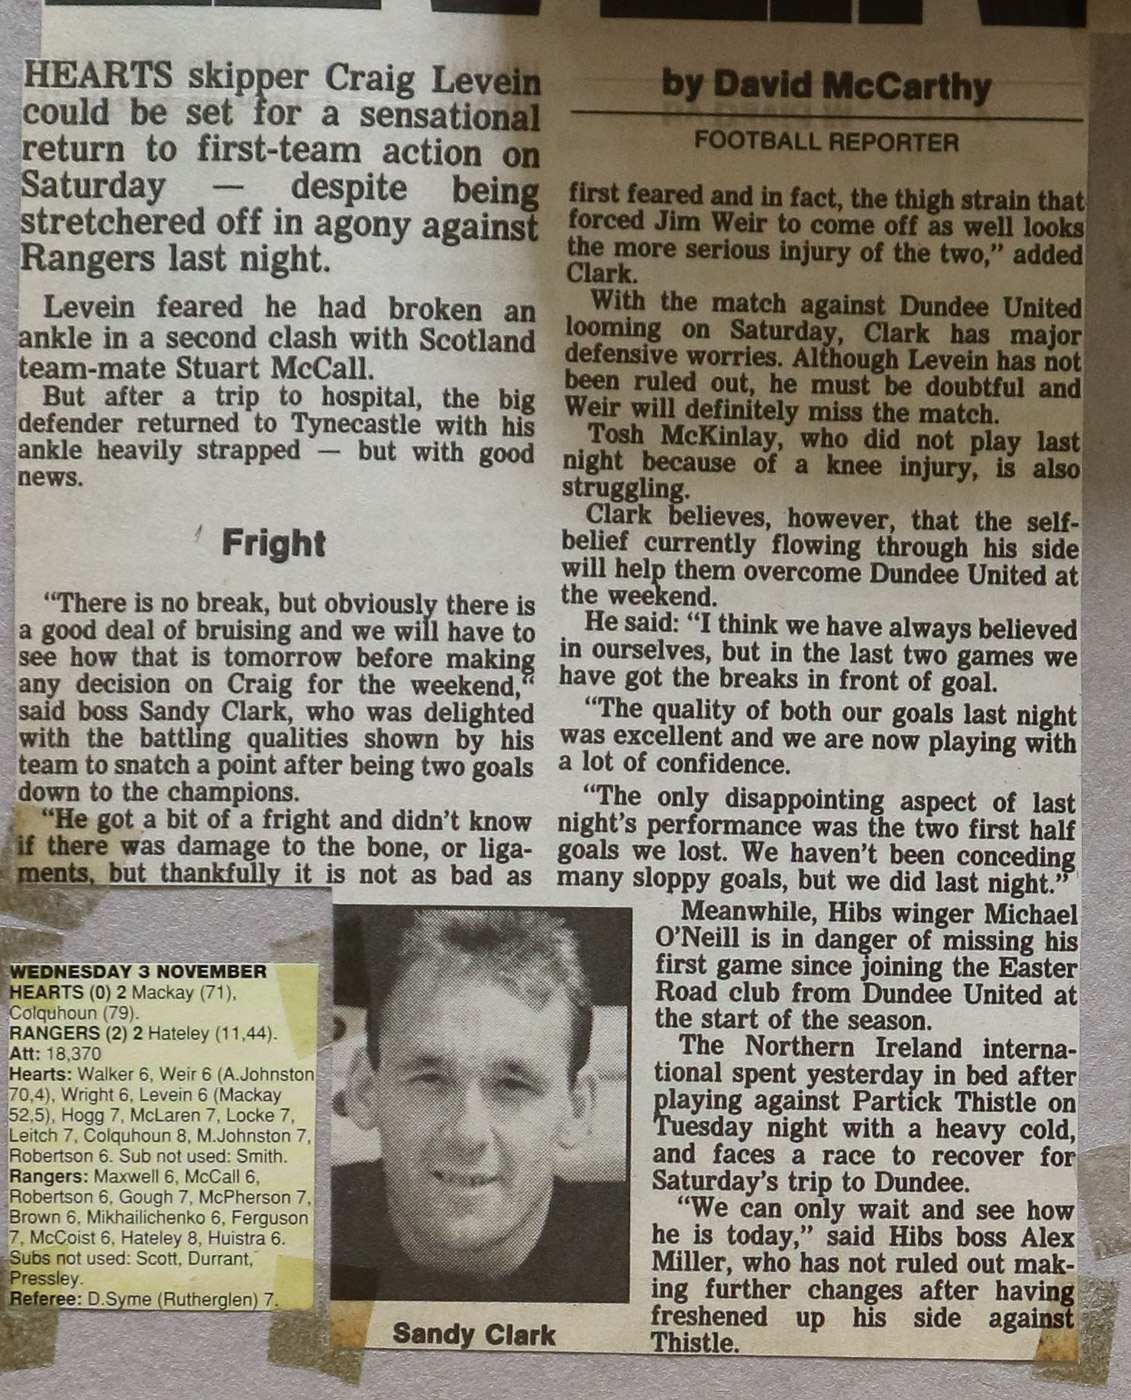 HEARTS skipper Craig Levein
could be set for a sensational
return to first-team action on
Saturday — despite being
stretchered off in agony against
Rangers last night.
Levein feared he had broken an
ankle in a second clash with Scotland
team-mate Stuart McCall.
But after a trip to hospital, the big
defender returned to Tynecastle with his
ankle heavily strapped — but with good
news.
Fright
“There is no break, but obviously there is
a good deal of bruising and we will have to
see how that is tomorrow before making
any decision on Craig for the weekend,“
said boss Sandy Clark, who was delighted
with the battling qualities shown by his
team to snatch a point after being two goals
down to the champions.
“He got a bit of a fright and didn’t know
if there was damage to the bone, or liga-
ments, but thankfully it is not as bad as
by David McCarthy
FOOTBALL REPORTER
first feared and in fact, the thigh strain that
forced Jim Weir to come off as well looks
the more serious injury of the two,” added
Clark.
With the match against Dundee United
looming on Saturday, Clark has major
defensive worries. Although Levein has not
been ruled out, he must be doubtful and
Weir will definitely miss the match.
Tosh McKinlay, who did not play last
night because of a knee injury, is also
struggling.
Clark believes, however, that the self-
belief currently flowing through his side
will help them overcome Dundee United at
the weekend.
He said: “I think we have always believed
in ourselves, but in the last two games we
have got the breaks in front of goal.
“The quality of both our goals last night
was excellent and we are now playing with
a lot of confidence.
“The only disappointing aspect of last
night’s performance was the two first half
goals we lost. We haven’t been conceding
many sloppy goals, but we did last night.”
Meanwhile, Hibs winger Michael
O’Neill is in danger of missing his
first game since joining the Easter
Road club from Dundee United at
the start of the season.
The Northern Ireland interna-
tional spent yesterday in bed after
playing against Partick Thistle on
Tuesday night with a heavy cold,
and faces a race to recover for
Saturday’s trip to Dundee.
“We can only wait and see how
he is today,” said Hibs boss Alex
Miller, who has not ruled out mak-
ing further changes after having
freshened up his side against
Thistle.
WEDNESDAY 3 NOVEMBER
HEARTS (0) 2 Mackay (71),
Colquhoun (79).
RANGERS (2) 2 Hateley (11,44).
Att: 18,370
Hearts: Walker 6, Weir 6 (A.Johnston
70,4), Wright 6, Levein 6 (Mackay
52,5), Hogg 7, McLaren 7, Locke 7,
Leitch 7, Colquhoun 8, M.Johnston 7,
Robertson 6. Sub not used: Smith.
Rangers: Maxwell 6, McCall 6,
Robertson 6, Gough 7, McPherson 7,
Brown 6, Mikhailichenko 6, Ferguson
7, McCoist 6, Hateley 8, Huistra 6.
Subs not used: Scott, Durrant,
Pressley.
Referee: D.Syme (Rutherglen) 7.
Sandy Clark